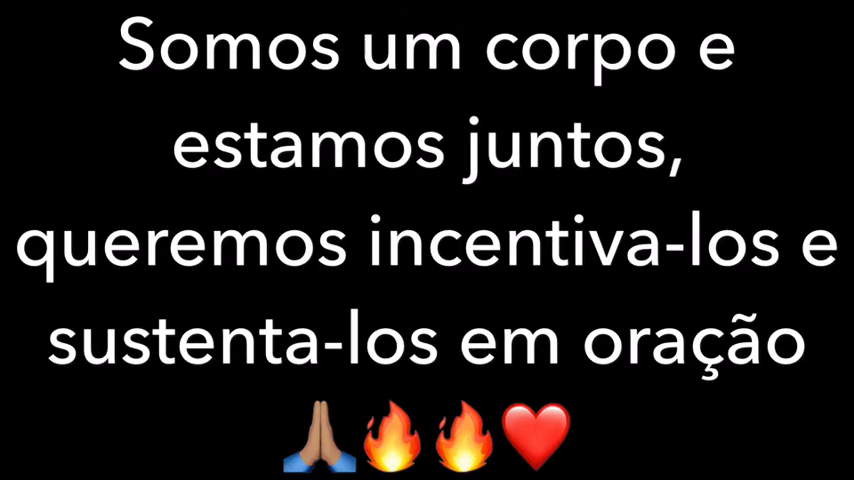 Somos um corpo e
estamos juntos,
queremos incentiva-los e
sustenta-los em oração
🙏🏽🔥🔥❤️